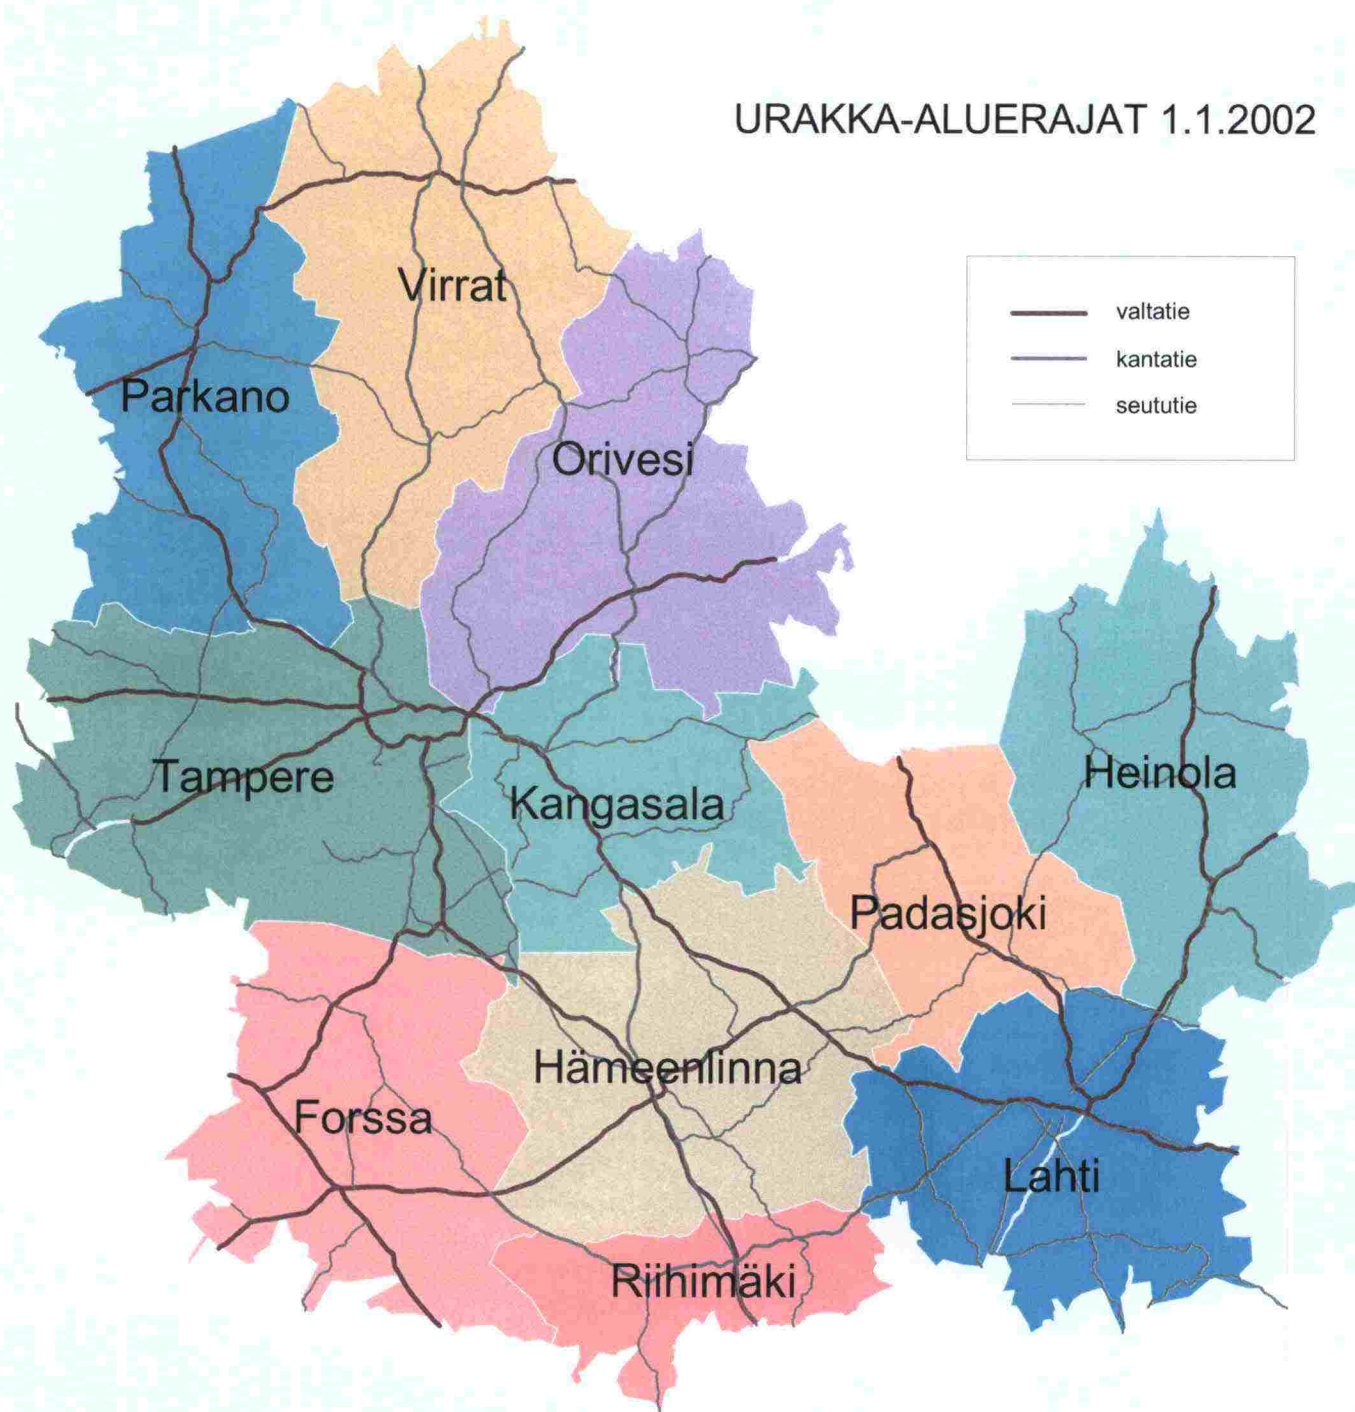 URAKKA-ALUERAJAT 1.1.2002
Virrat
valtatie
kantatie
seututie
Parkano
Orivesi
Tampere
Kangasala
Heinola
Padasjoki
Hämeenlinna
Forssa
Lahti
Riihimäki